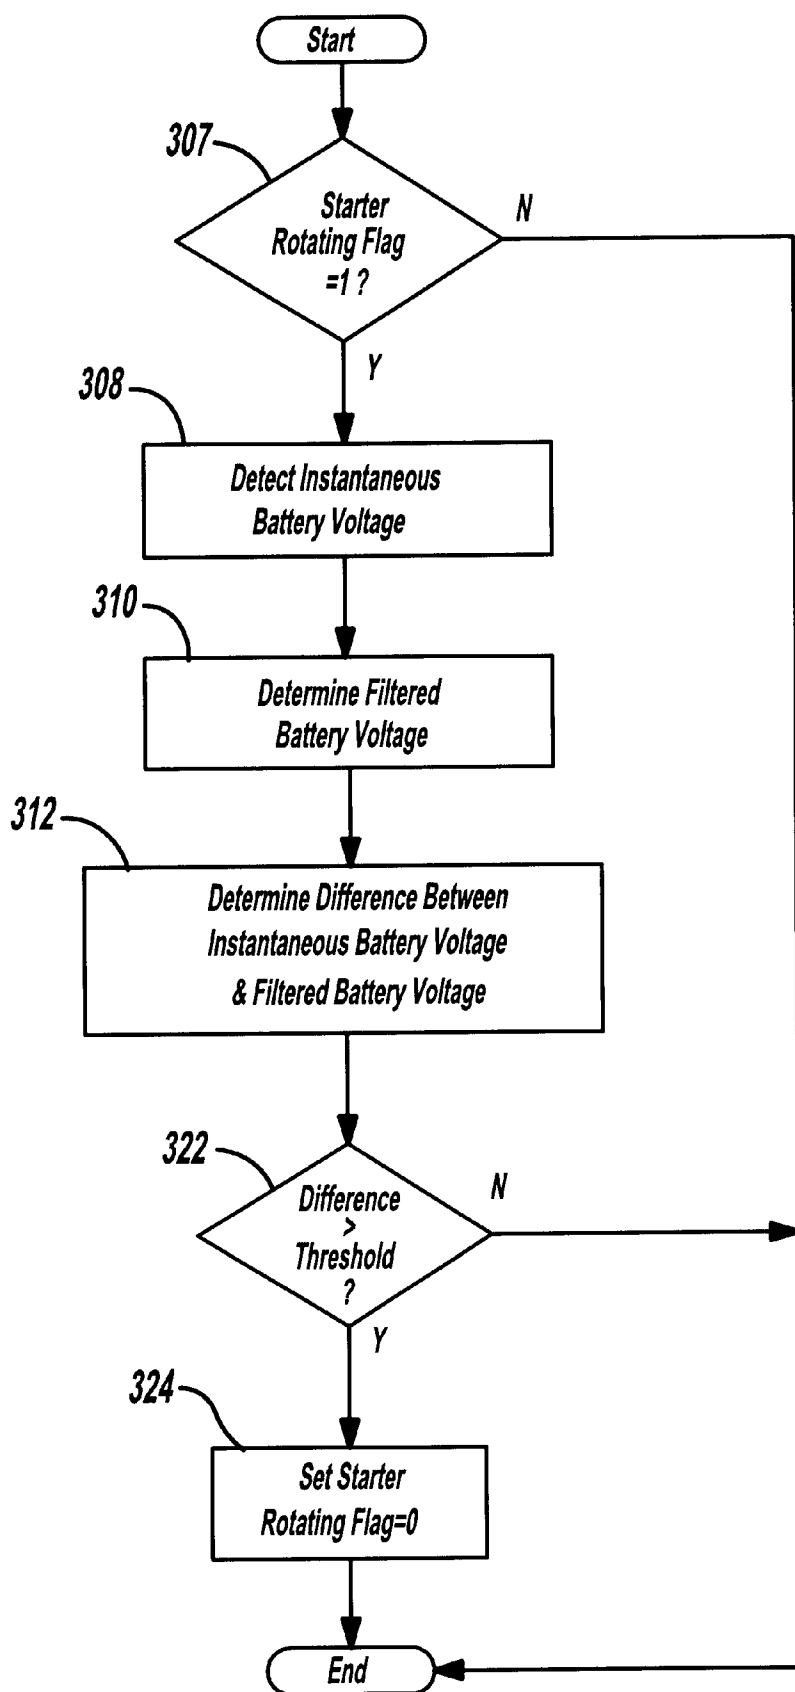 Start
307
Starter
Rotating Flag
=1 ?
N
Y
308
Detect Instantaneous
Battery Voltage
310
Determine Filtered
Battery Voltage
312
Determine Difference Between
Instantaneous Battery Voltage
& Filtered Battery Voltage
322
Difference
>
Threshold
?
N
Y
324
Set Starter
Rotating Flag=0
End